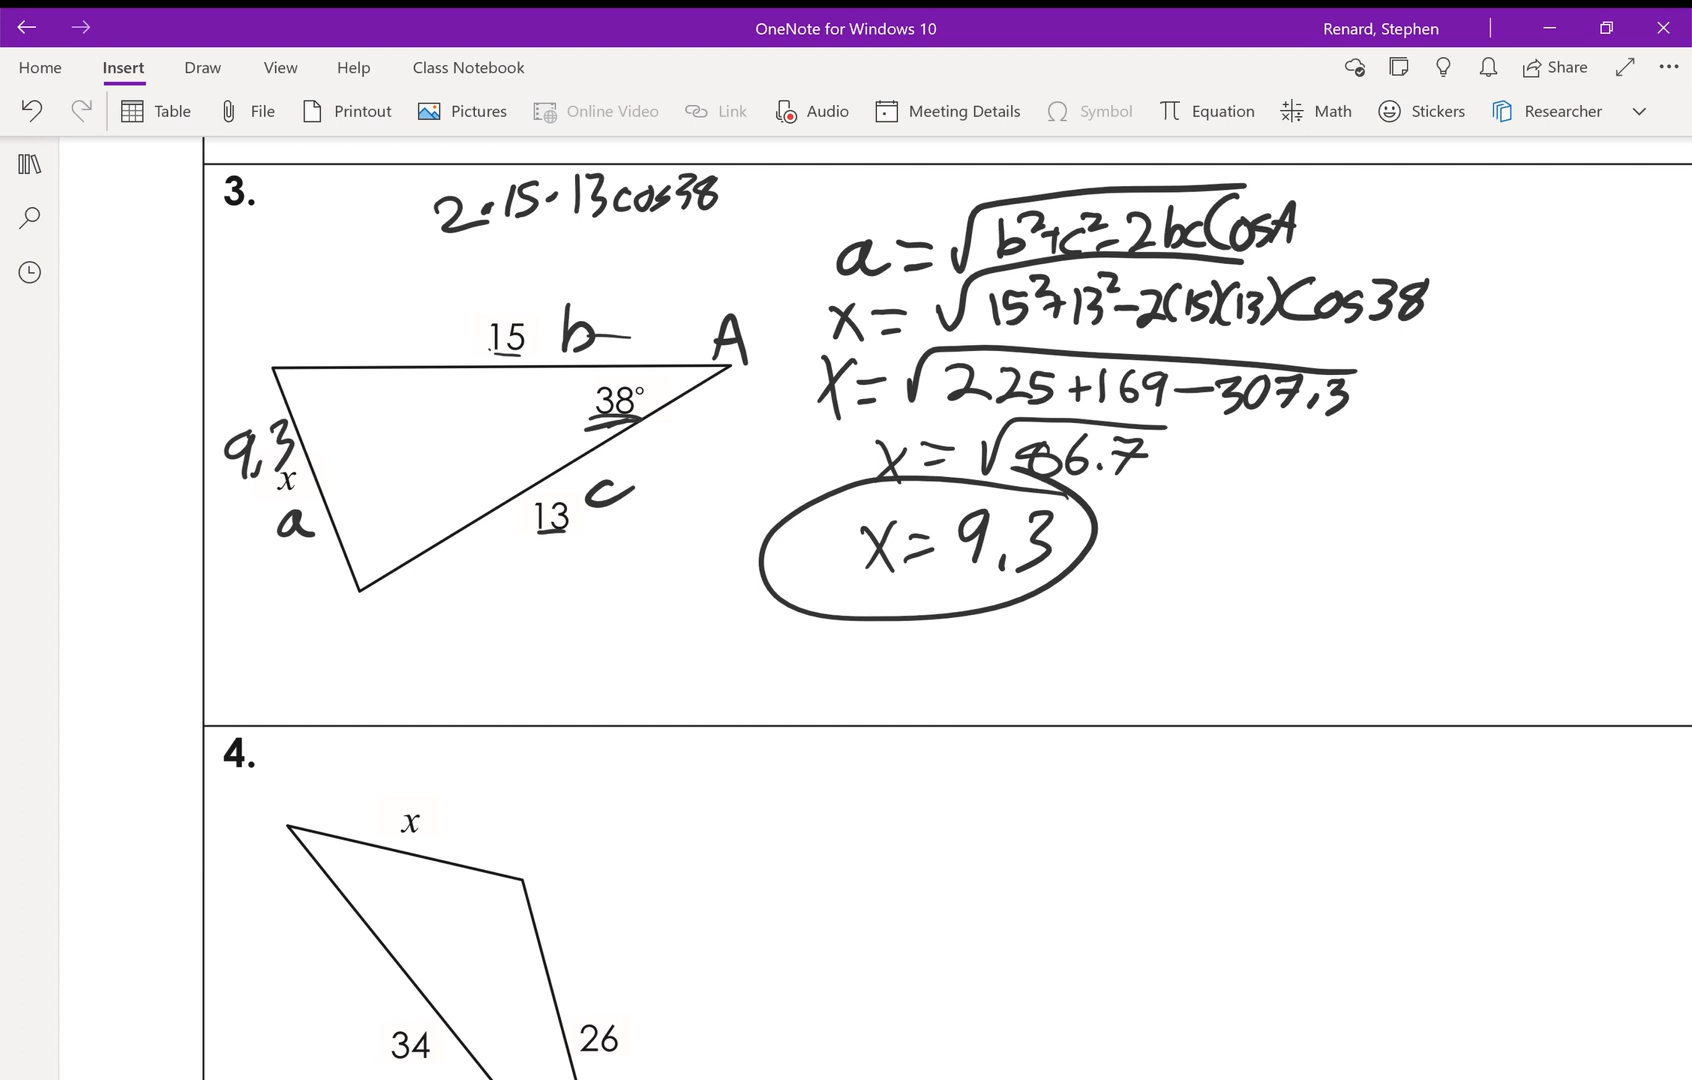 OneNote for Windows 10
Renard, Stephen
Home Insert Draw View Help Class Notebook
Share
Table File Printout Pictures Online Video Link Audio Meeting Details Symbol Equation Math Stickers Researcher
3.
2·15·13cos38
a=√b²+c²-2bcCosA
x=√15²+13²-2(15)(13)Cos38
15 b A
38°
x=√225+169-307.3
9.3
x
x=√86.7
a
13 c
x=9.3
4.
x
34
26